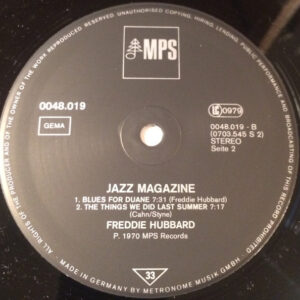 ALL RIGHTS OF THE PRODUCER AND OF THE OWNER OF THE WORK REPRODUCED RESERVED UNAUTHORISED COPYING, HIRING, LENDING, PUBLIC PERFORMANCE AND BROADCASTING OF THIS RECORD PROHIBITED
MPS
0048.019
GEMA
LC 0979
0048.019 - B
(0703.545 S 2)
STEREO
Seite 2
JAZZ MAGAZINE
1. BLUES FOR DUANE 7:31 (Freddie Hubbard)
2. THE THINGS WE DID LAST SUMMER 7:17
(Cahn/Styne)
FREDDIE HUBBARD
P. 1970 MPS Records
33
MANUFACTURED BY METRONOME MUSIK GMBH